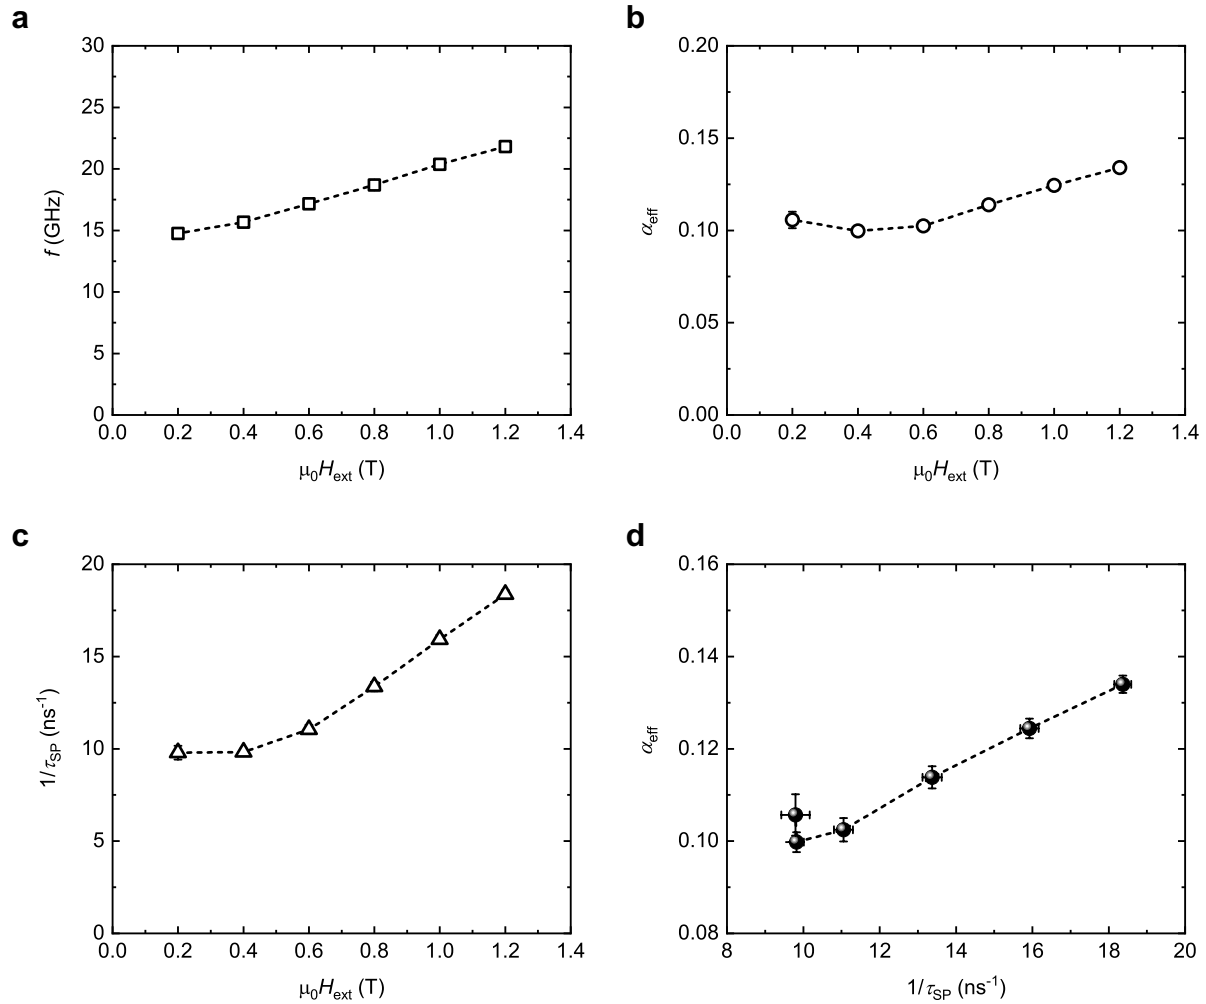 a
30
25
20
15
10
5
0
f (GHz)
0.0 0.2 0.4 0.6 0.8 1.0 1.2 1.4
μ0Hext (T)
b
0.20
0.15
0.10
0.05
0.00
αeff
0.0 0.2 0.4 0.6 0.8 1.0 1.2 1.4
μ0Hext (T)
c
20
15
10
5
0
1/τSP (ns-1)
0.0 0.2 0.4 0.6 0.8 1.0 1.2 1.4
μ0Hext (T)
d
0.16
0.14
0.12
0.10
0.08
αeff
8 10 12 14 16 18 20
1/τSP (ns-1)